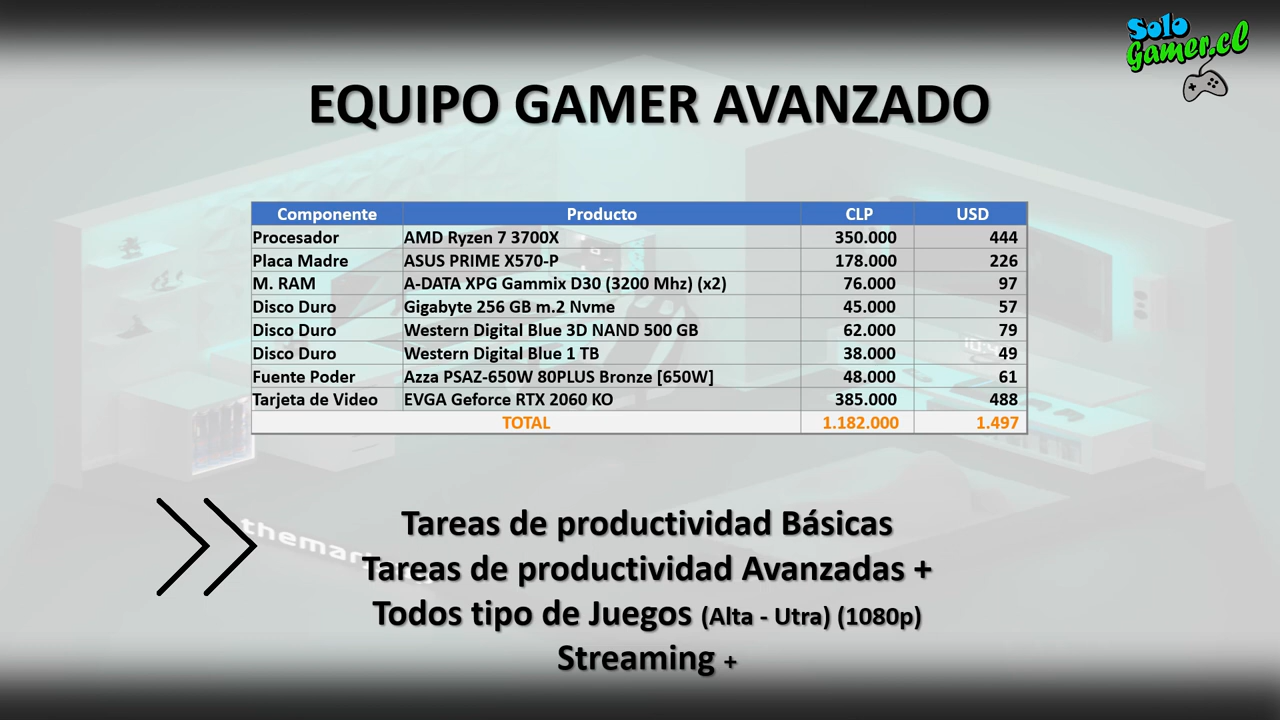 Solo
Gamer.cl
EQUIPO GAMER AVANZADO
Componente Producto CLP USD
Procesador AMD Ryzen 7 3700X 350.000 444
Placa Madre ASUS PRIME X570-P 178.000 226
M. RAM A-DATA XPG Gammix D30 (3200 Mhz) (x2) 76.000 97
Disco Duro Gigabyte 256 GB m.2 Nvme 45.000 57
Disco Duro Western Digital Blue 3D NAND 500 GB 62.000 79
Disco Duro Western Digital Blue 1 TB 38.000 49
Fuente Poder Azza PSAZ-650W 80PLUS Bronze [650W] 48.000 61
Tarjeta de Video EVGA Geforce RTX 2060 KO 385.000 488
TOTAL 1.182.000 1.497
Tareas de productividad Básicas
Tareas de productividad Avanzadas +
Todos tipo de Juegos (Alta - Utra) (1080p)
Streaming +